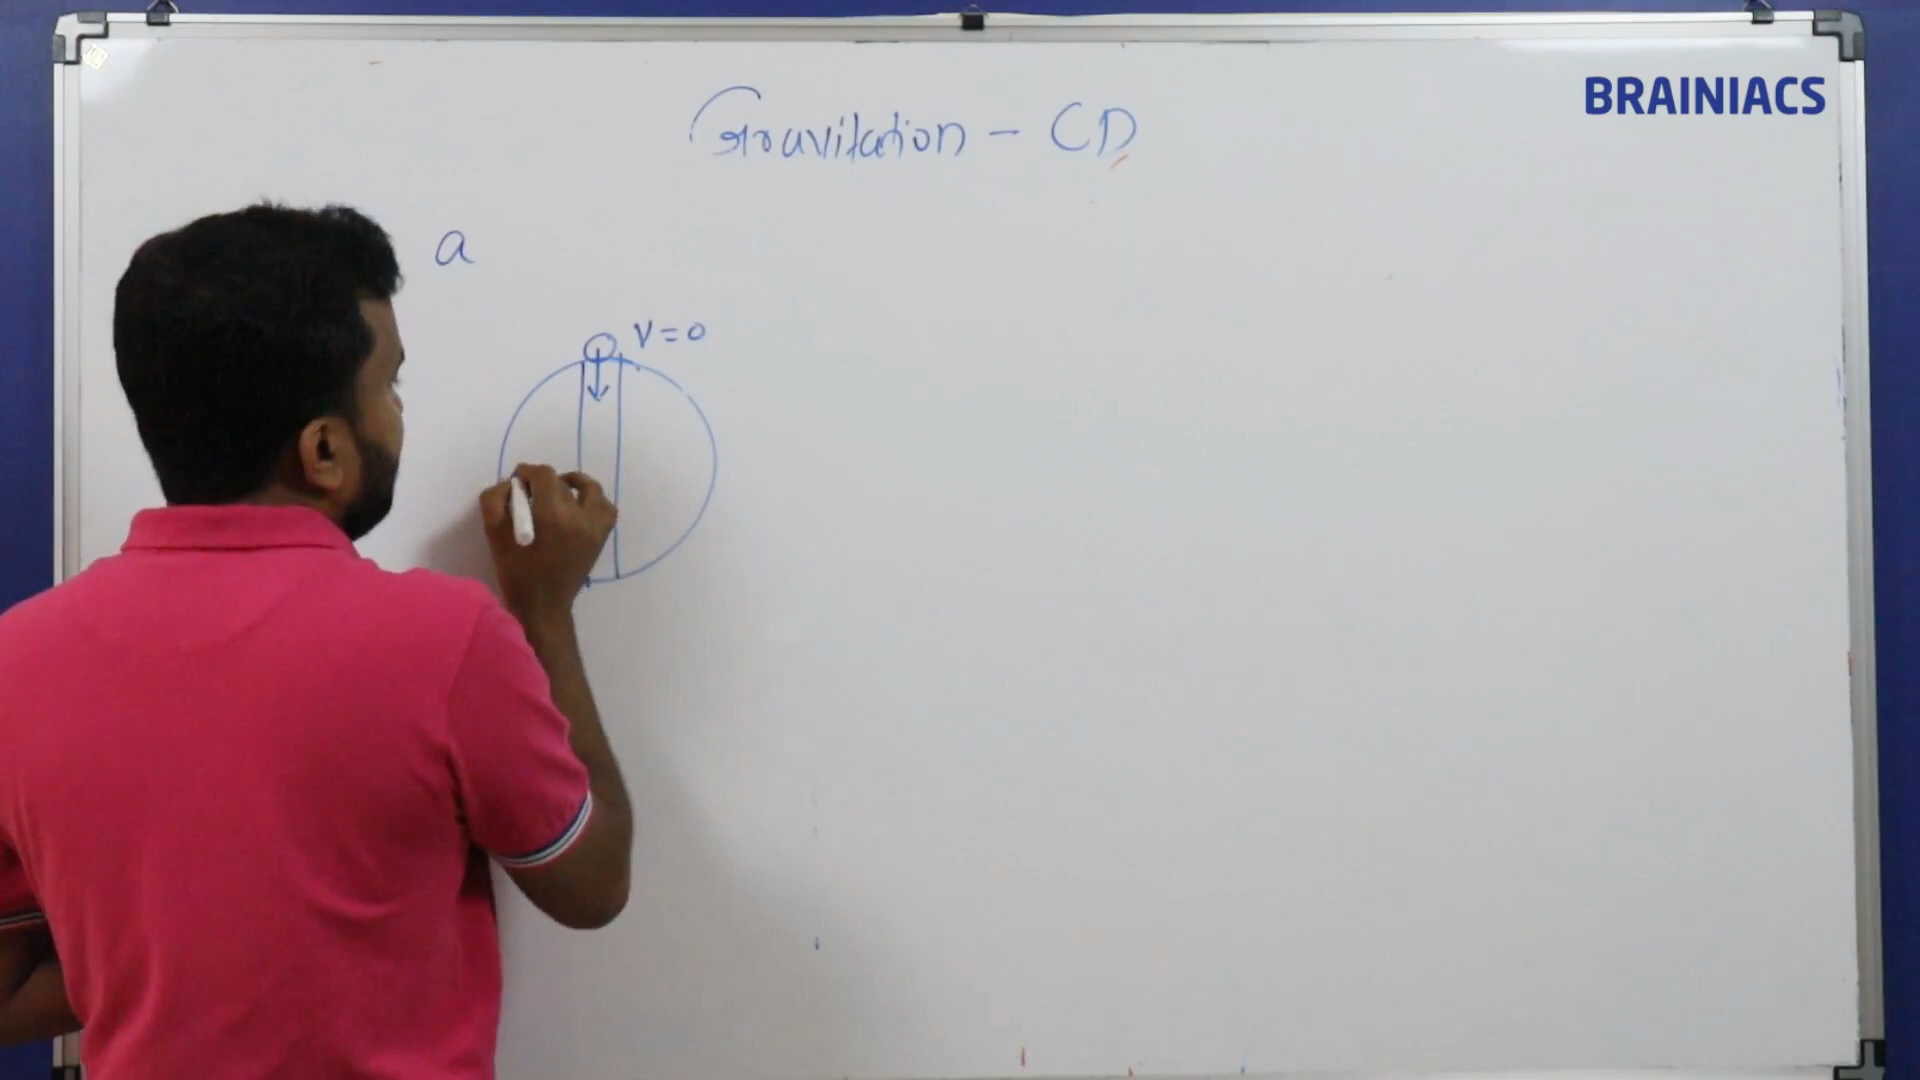 BRAINIACS
Gravitation - CD
a
V = 0